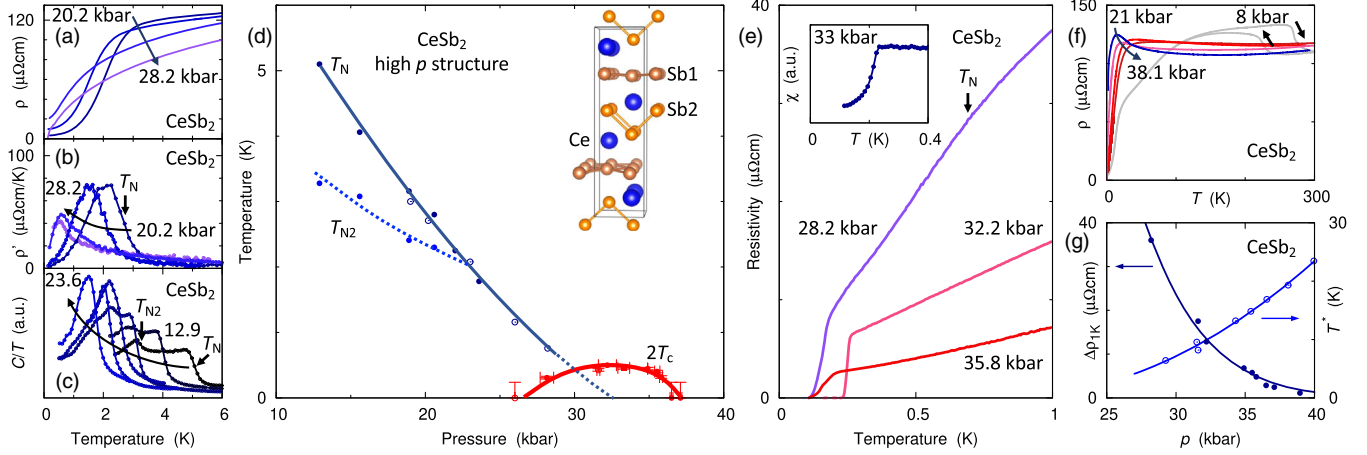 120
60
0
ρ (μΩcm)
20.2 kbar
(a)
28.2 kbar
CeSb2
100
0
ρ' (μΩcm/K)
(b)
CeSb2
28.2
TN
20.2 kbar
C/T (a.u.)
23.6
CeSb2
TN2
12.9
TN
(c)
0 2 4 6
Temperature (K)
(d)
CeSb2
high p structure
5
0
Temperature (K)
TN
TN2
Sb1
Sb2
Ce
2Tc
10 20 30 40
Pressure (kbar)
(e)
CeSb2
60
40
20
0
Resistivity (μΩcm)
33 kbar
χ (a.u.)
0 T (K) 0.4
TN
28.2 kbar
32.2 kbar
35.8 kbar
0 0.5 1
Temperature (K)
(f)
150
0
ρ (μΩcm)
21 kbar
8 kbar
38.1 kbar
CeSb2
0 T (K) 300
(g)
CeSb2
40
20
0
Δρ1K (μΩcm)
30
15
0
T* (K)
25 30 35 40
p (kbar)